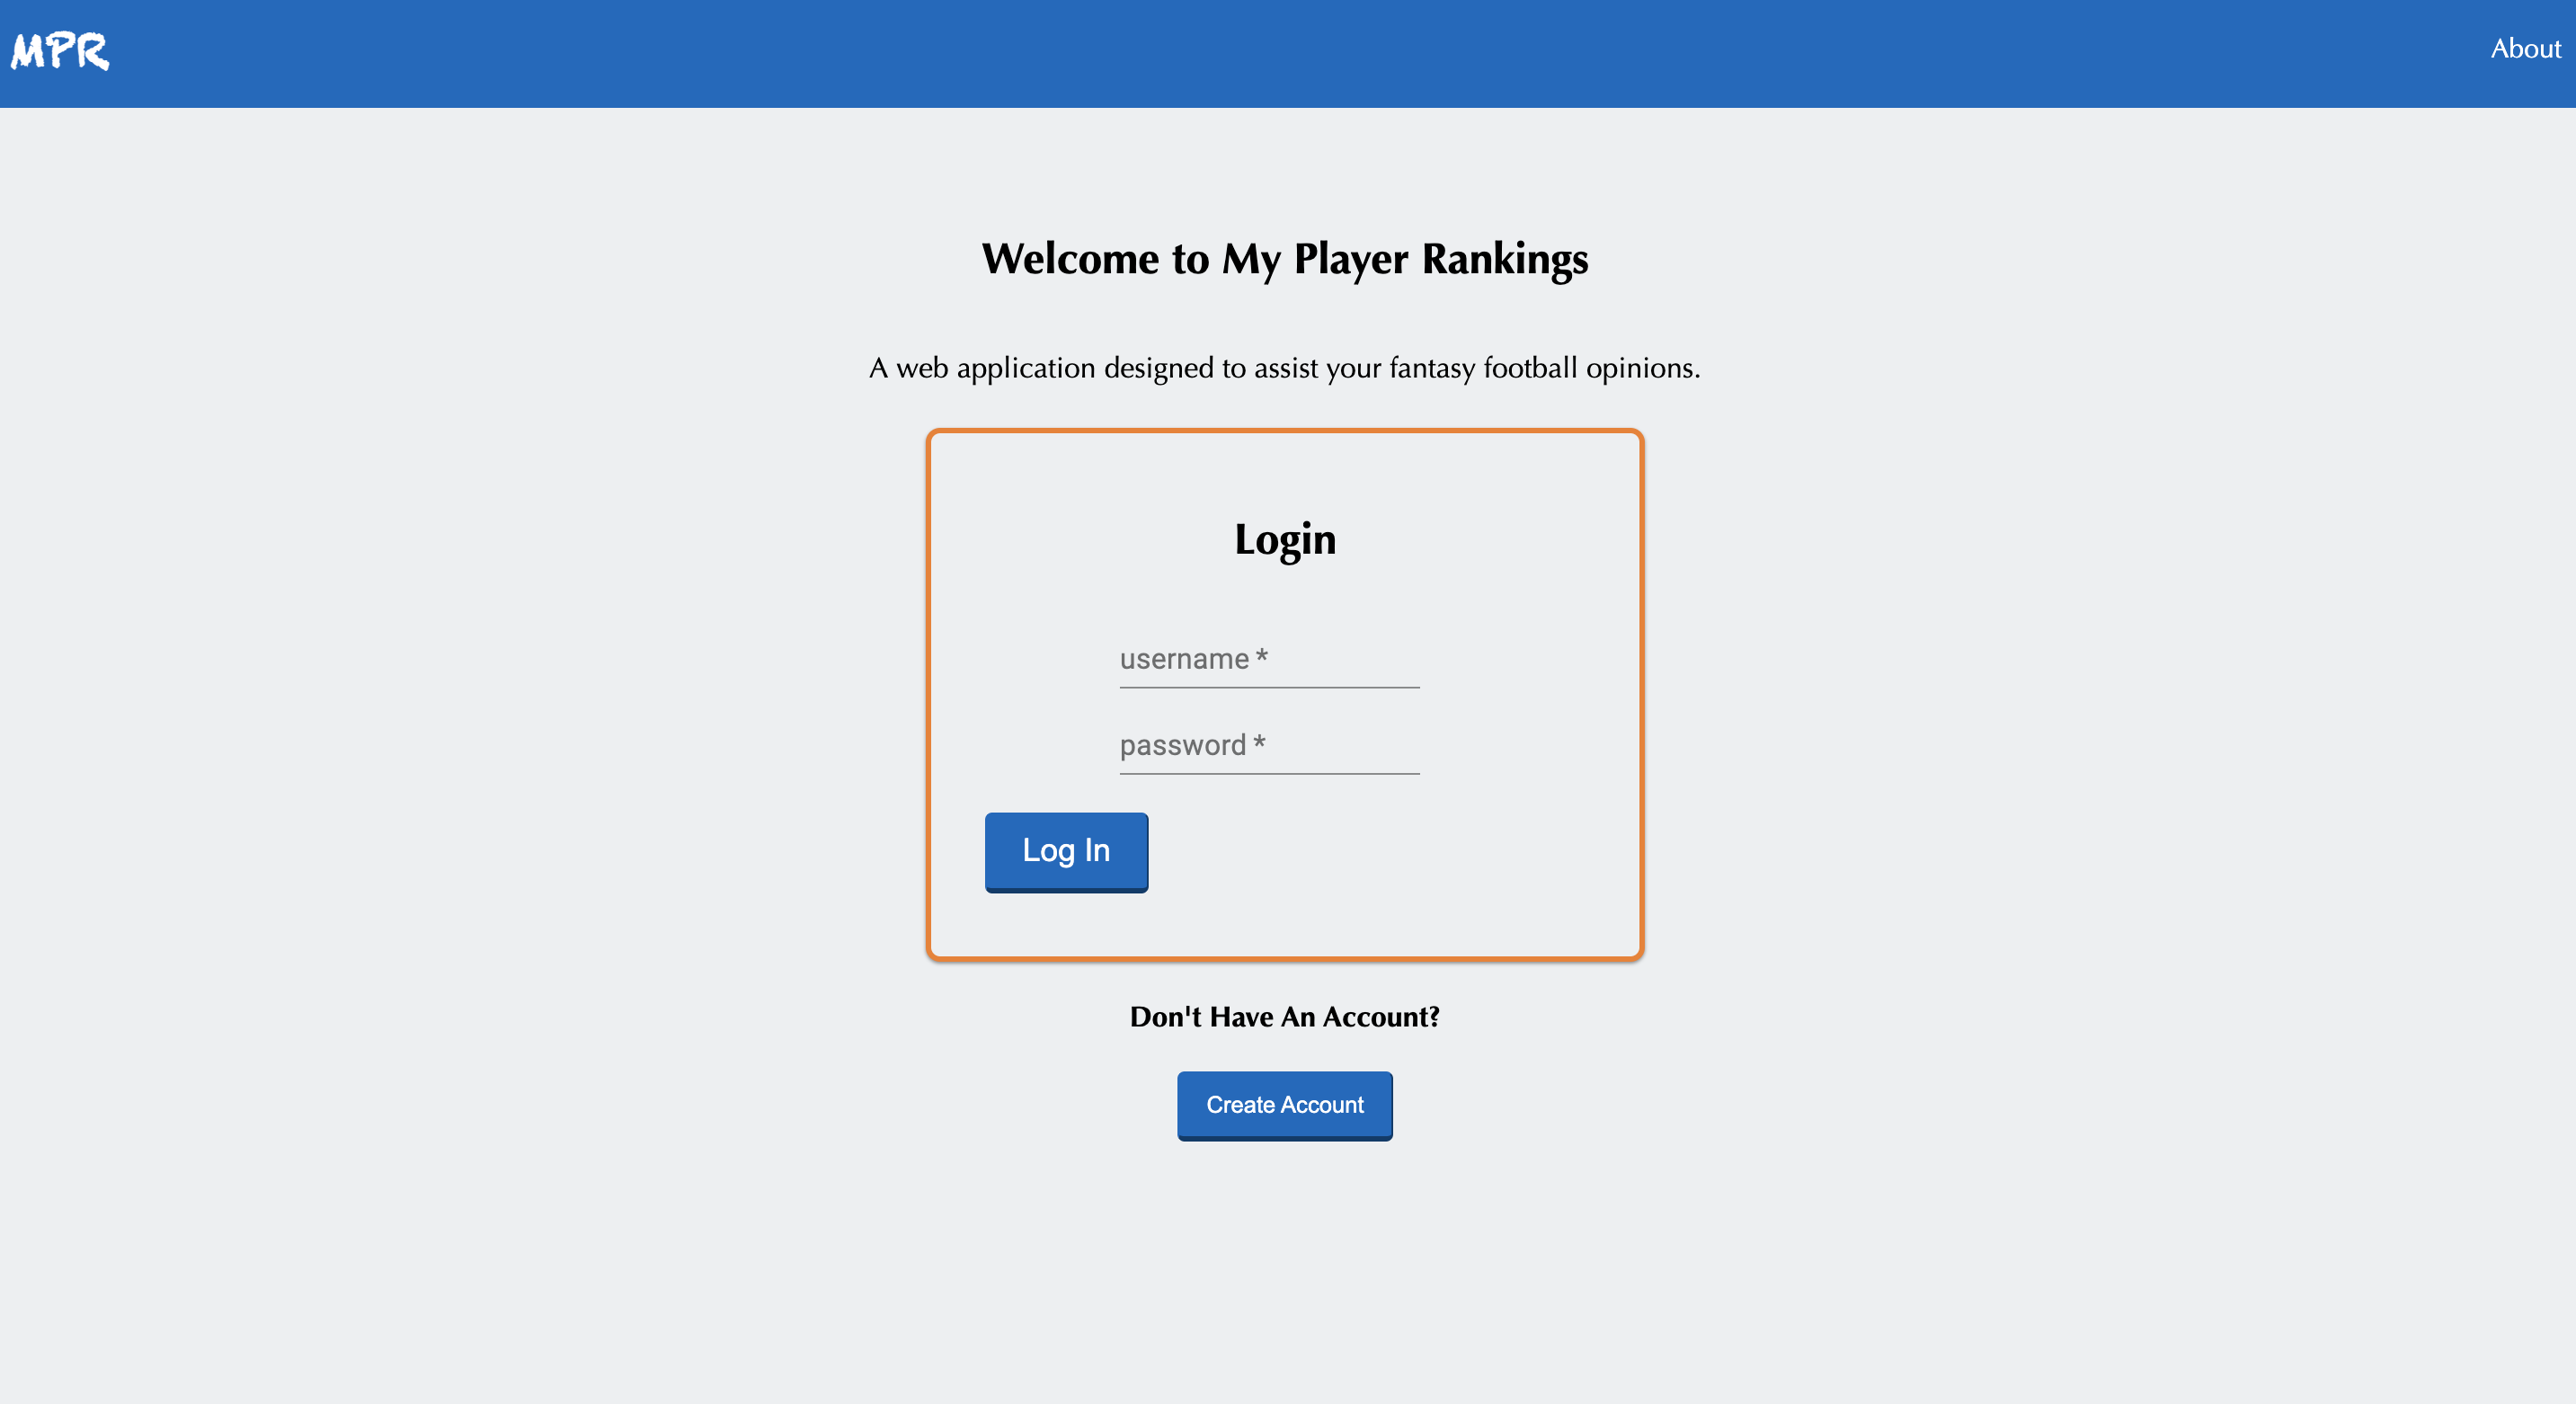 MPR
About
Welcome to My Player Rankings
A web application designed to assist your fantasy football opinions.
Login
username *
password *
Log In
Don't Have An Account?
Create Account